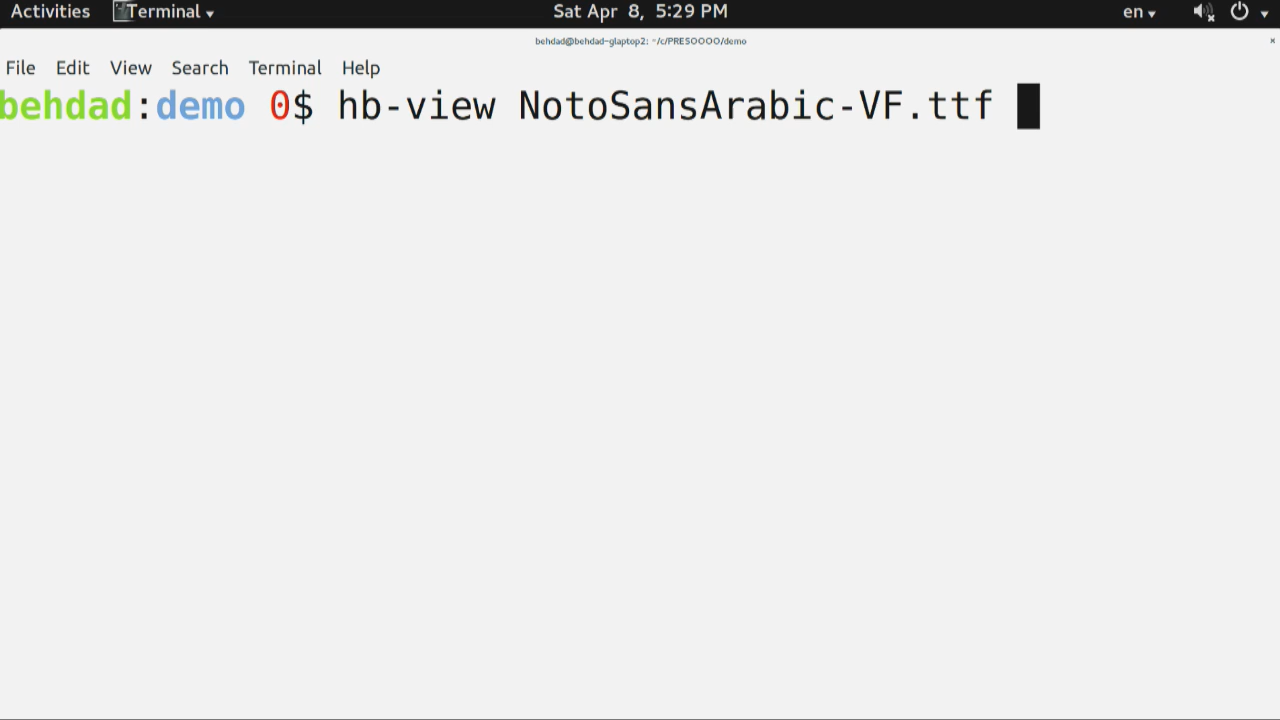 Activities Terminal Sat Apr 8, 5:29 PM en
behdad@behdad-glaptop2: ~/c/PRESOOOO/demo
File Edit View Search Terminal Help
behdad:demo 0$ hb-view NotoSansArabic-VF.ttf